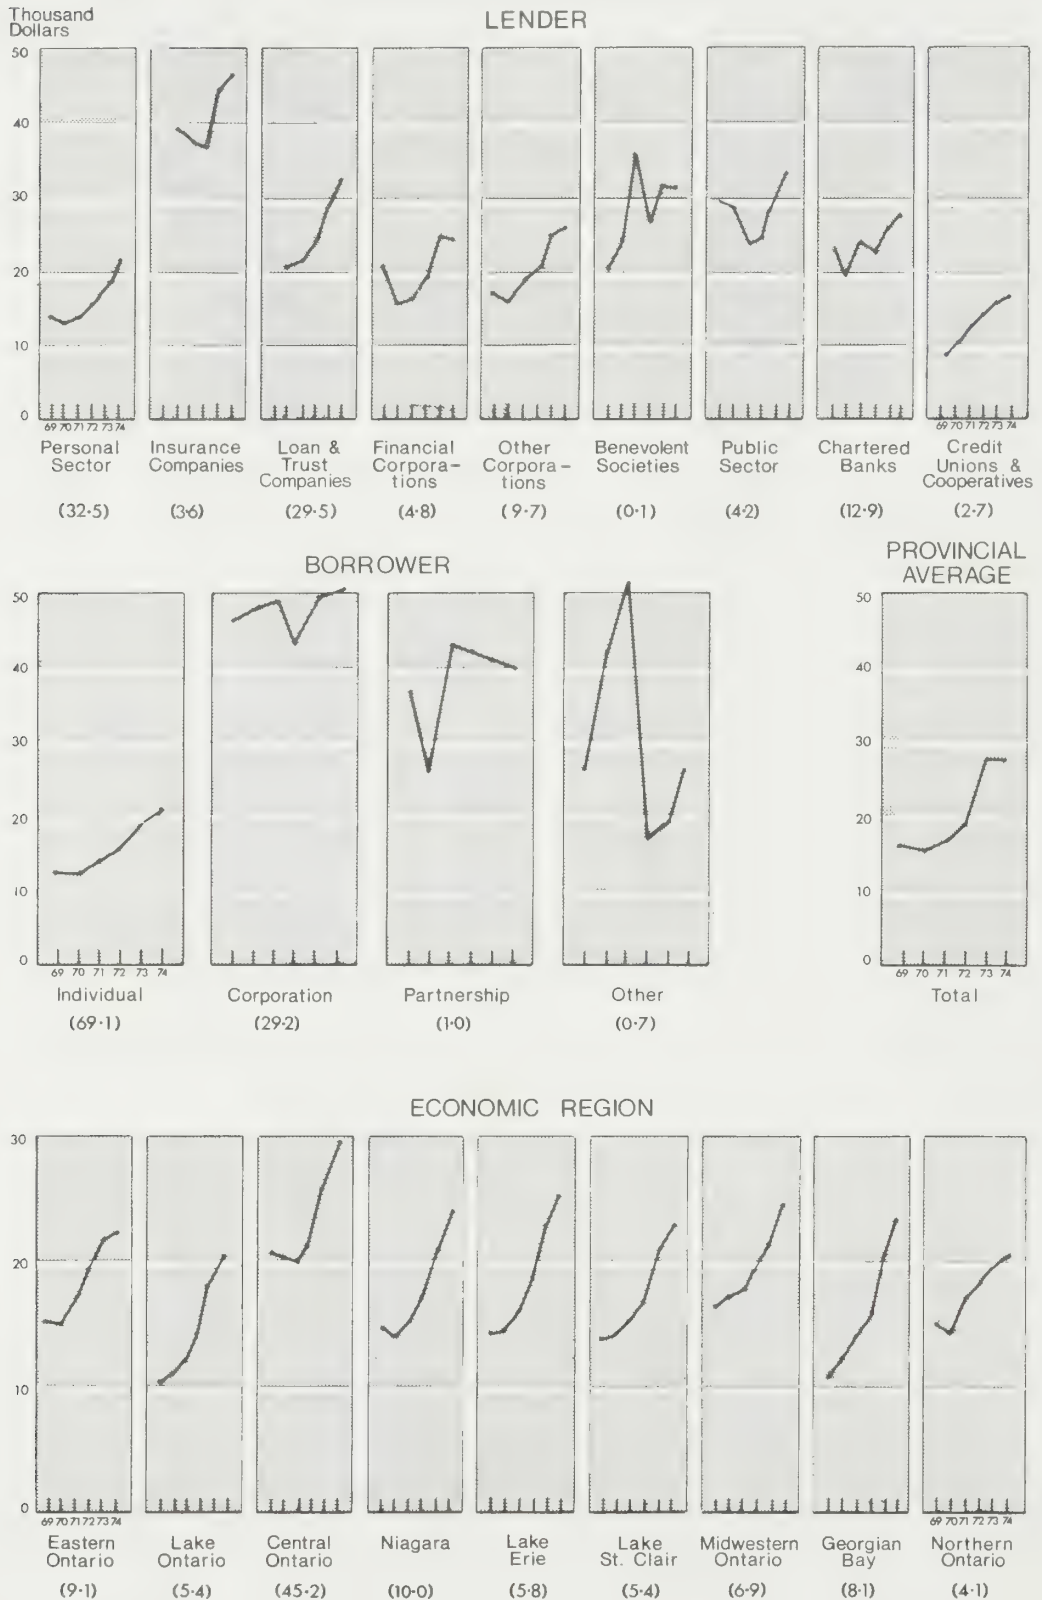 Thousand
Dollars
LENDER
50
40
30
20
10
0
69 70 71 72 73 74
69 70 71 72 73 74
Personal
Sector
Insurance
Companies
Loan &
Trust
Companies
Financial
Corpora-
tions
Other
Corpora-
tions
Benevolent
Societies
Public
Sector
Chartered
Banks
Credit
Unions &
Cooperatives
(32·5)
(3·6)
(29·5)
(4·8)
(9·7)
(0·1)
(4·2)
(12·9)
(2·7)
BORROWER
PROVINCIAL
AVERAGE
50
40
30
20
10
0
50
40
30
20
10
0
69 70 71 72 73 74
69 70 71 72 73 74
Individual
Corporation
Partnership
Other
Total
(69·1)
(29·2)
(1·0)
(0·7)
ECONOMIC REGION
30
20
10
0
69 70 71 72 73 74
69 70 71 72 73 74
Eastern
Ontario
Lake
Ontario
Central
Ontario
Niagara
Lake
Erie
Lake
St. Clair
Midwestern
Ontario
Georgian
Bay
Northern
Ontario
(9·1)
(5·4)
(45·2)
(10·0)
(5·8)
(5·4)
(6·9)
(8·1)
(4·1)